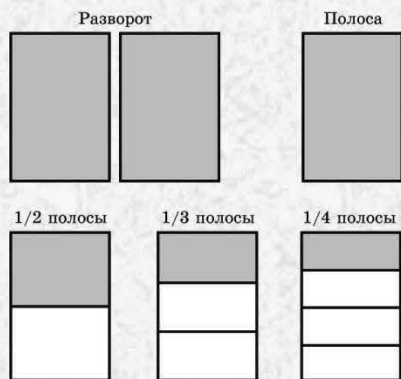 Разворот
Полоса
1/2 полосы
1/3 полосы
1/4 полосы